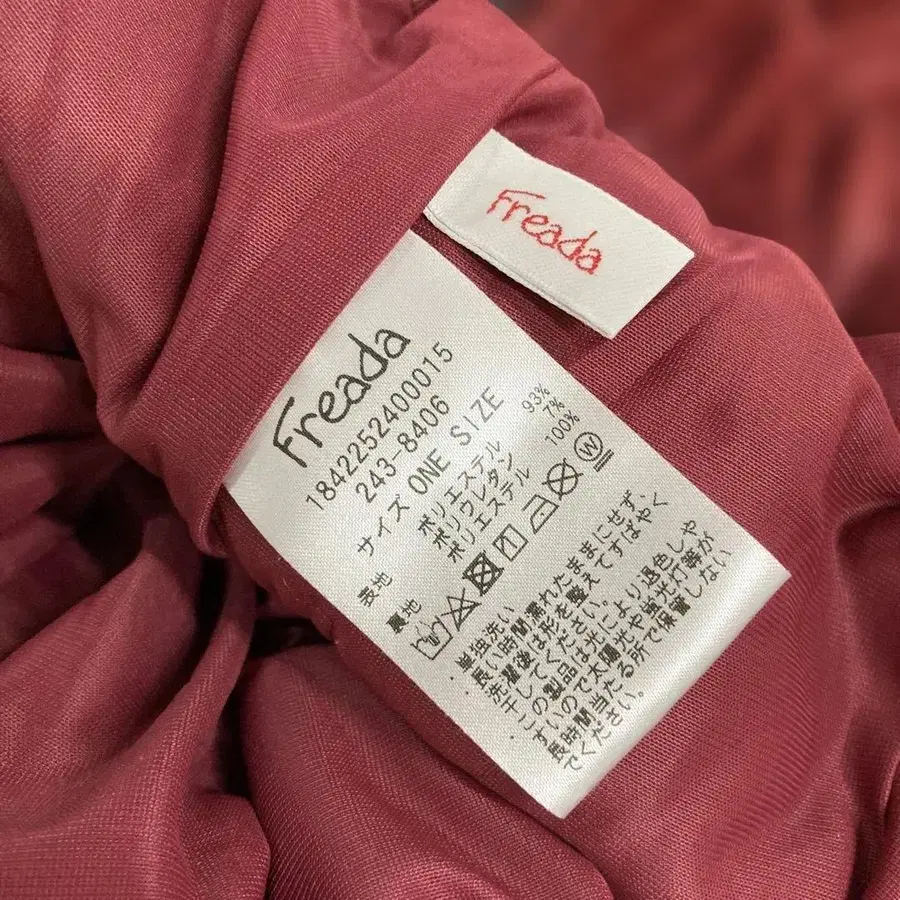 Freada
Freada
1842252400015
243-8406
サイズ ONE SIZE
表地 ポリエステル 93%
ポリウレタン 7%
裏地 ポリエステル 100%
W
単独洗い
長い時間濡れたままにせず
洗濯後は形を整えてすばやく
干してください。
この製品は光により退色しや
すいので太陽光や蛍光灯等が
長時間当たる所で保管しない
でください。